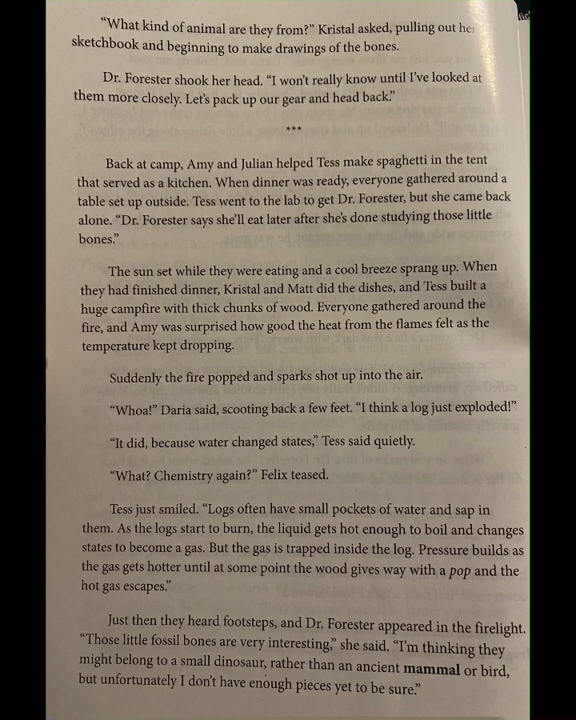 “What kind of animal are they from?” Kristal asked, pulling out her
sketchbook and beginning to make drawings of the bones.
Dr. Forester shook her head. “I won’t really know until I’ve looked at
them more closely. Let’s pack up our gear and head back.”
***
Back at camp, Amy and Julian helped Tess make spaghetti in the tent
that served as a kitchen. When dinner was ready, everyone gathered around a
table set up outside. Tess went to the lab to get Dr. Forester, but she came back
alone. “Dr. Forester says she’ll eat later after she’s done studying those little
bones.”
The sun set while they were eating and a cool breeze sprang up. When
they had finished dinner, Kristal and Matt did the dishes, and Tess built a
huge campfire with thick chunks of wood. Everyone gathered around the
fire, and Amy was surprised how good the heat from the flames felt as the
temperature kept dropping.
Suddenly the fire popped and sparks shot up into the air.
“Whoa!” Daria said, scooting back a few feet. “I think a log just exploded!”
“It did, because water changed states,” Tess said quietly.
“What? Chemistry again?” Felix teased.
Tess just smiled. “Logs often have small pockets of water and sap in
them. As the logs start to burn, the liquid gets hot enough to boil and changes
states to become a gas. But the gas is trapped inside the log. Pressure builds as
the gas gets hotter until at some point the wood gives way with a pop and the
hot gas escapes.”
Just then they heard footsteps, and Dr. Forester appeared in the firelight.
“Those little fossil bones are very interesting,” she said. “I’m thinking they
might belong to a small dinosaur, rather than an ancient mammal or bird,
but unfortunately I don’t have enough pieces yet to be sure.”